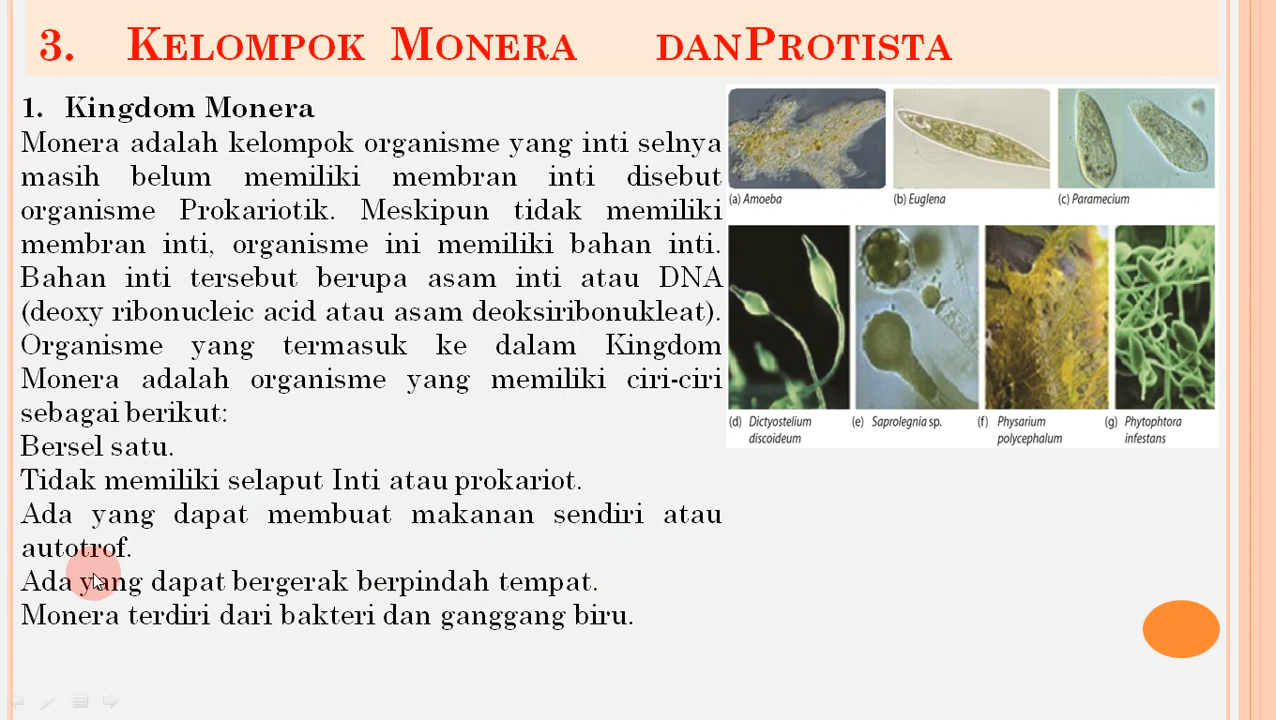 3. KELOMPOK MONERA DANPROTISTA
1. Kingdom Monera
Monera adalah kelompok organisme yang inti selnya
masih belum memiliki membran inti disebut
organisme Prokariotik. Meskipun tidak memiliki
membran inti, organisme ini memiliki bahan inti.
Bahan inti tersebut berupa asam inti atau DNA
(deoxy ribonucleic acid atau asam deoksiribonukleat).
Organisme yang termasuk ke dalam Kingdom
Monera adalah organisme yang memiliki ciri-ciri
sebagai berikut:
Bersel satu.
Tidak memiliki selaput Inti atau prokariot.
Ada yang dapat membuat makanan sendiri atau
autotrof.
Ada yang dapat bergerak berpindah tempat.
Monera terdiri dari bakteri dan ganggang biru.
(a) Amoeba
(b) Euglena
(c) Paramecium
(d) Dictyostelium
discoideum
(e) Saprolegnia sp.
(f) Physarium
polycephalum
(g) Phytophtora
infestans